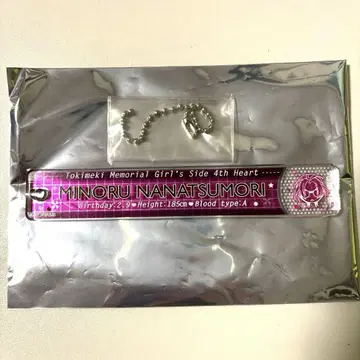 Tokimeki Memorial Girl's Side 4th Heart
MINORU NANATSUMORI
Birthday:2.9♥Height:185cm♥Blood type:A